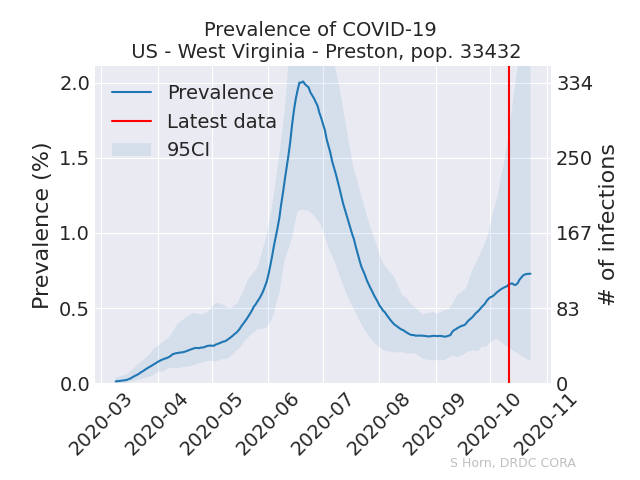 Prevalence of COVID-19
US - West Virginia - Preston, pop. 33432
Prevalence
Latest data
95CI
Prevalence (%)
2.0
1.5
1.0
0.5
0.0
334
250
167
83
0
# of infections
2020-03
2020-04
2020-05
2020-06
2020-07
2020-08
2020-09
2020-10
2020-11
S Horn, DRDC CORA